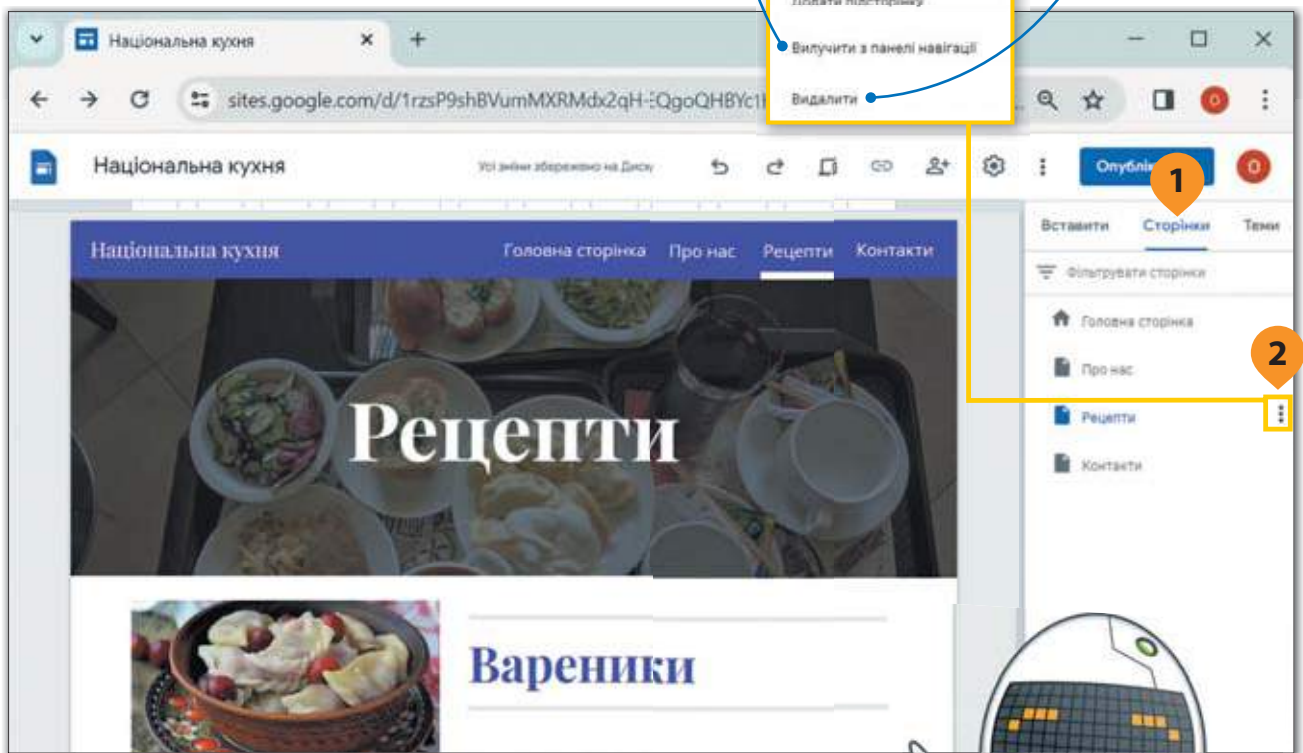 Додати підсторінку
Вилучити з панелі навігації
Видалити
Національна кухня
sites.google.com/d/1rzsP9shBVumMXRMdx2qH-
Національна кухня
Усі зміни збережено на Диску
1
О
Вставити Сторінки Теми
Фільтрувати сторінки
Головна сторінка
Про нас
2
Рецепти
Контакти
Національна кухня
Головна сторінка Про нас Рецепти Контакти
Рецепти
Вареники